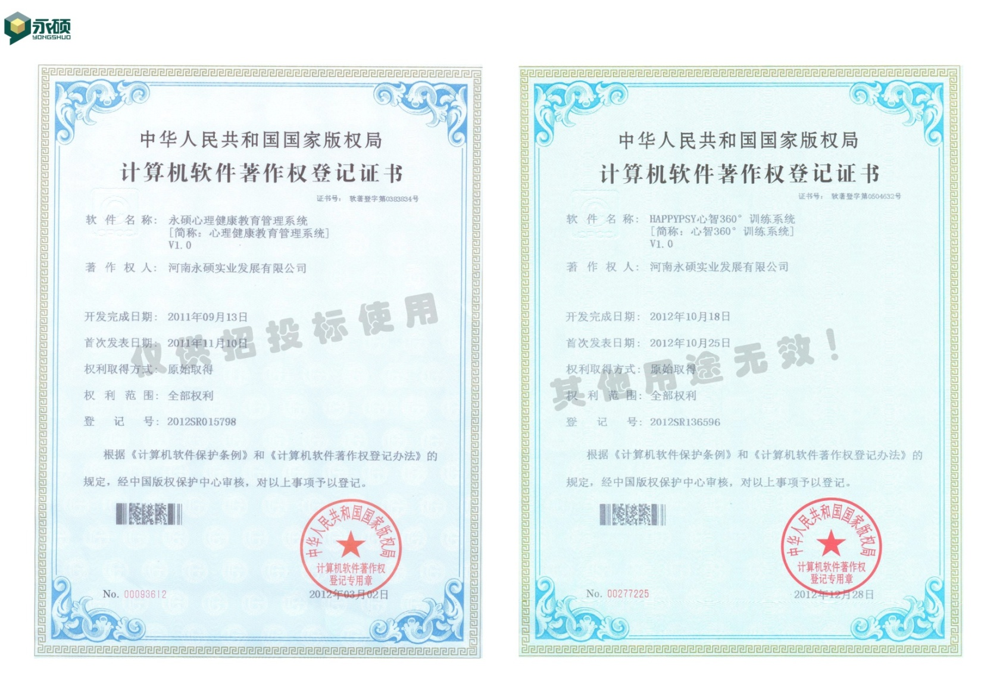 永硕
YONGSHUO
中华人民共和国国家版权局
计算机软件著作权登记证书
证书号： 软著登字第0383834号
软件名称： 永硕心理健康教育管理系统
[简称：心理健康教育管理系统]
V1.0
著作权人： 河南永硕实业发展有限公司
开发完成日期： 2011年09月13日
首次发表日期： 2011年11月10日
权利取得方式： 原始取得
权利范围： 全部权利
登记号： 2012SR015798
根据《计算机软件保护条例》和《计算机软件著作权登记办法》的
规定，经中国版权保护中心审核，对以上事项予以登记。
中华人民共和国国家版权局
计算机软件著作权
登记专用章
No. 00093612
2012年03月02日
中华人民共和国国家版权局
计算机软件著作权登记证书
证书号： 软著登字第0504632号
软件名称： HAPPYPSY心智360°训练系统
[简称：心智360°训练系统]
V1.0
著作权人： 河南永硕实业发展有限公司
开发完成日期： 2012年10月18日
首次发表日期： 2012年10月25日
权利取得方式： 原始取得
权利范围： 全部权利
登记号： 2012SR136596
根据《计算机软件保护条例》和《计算机软件著作权登记办法》的
规定，经中国版权保护中心审核，对以上事项予以登记。
中华人民共和国国家版权局
计算机软件著作权
登记专用章
No. 00277225
2012年12月28日
仅供招投标使用
其他用途无效！